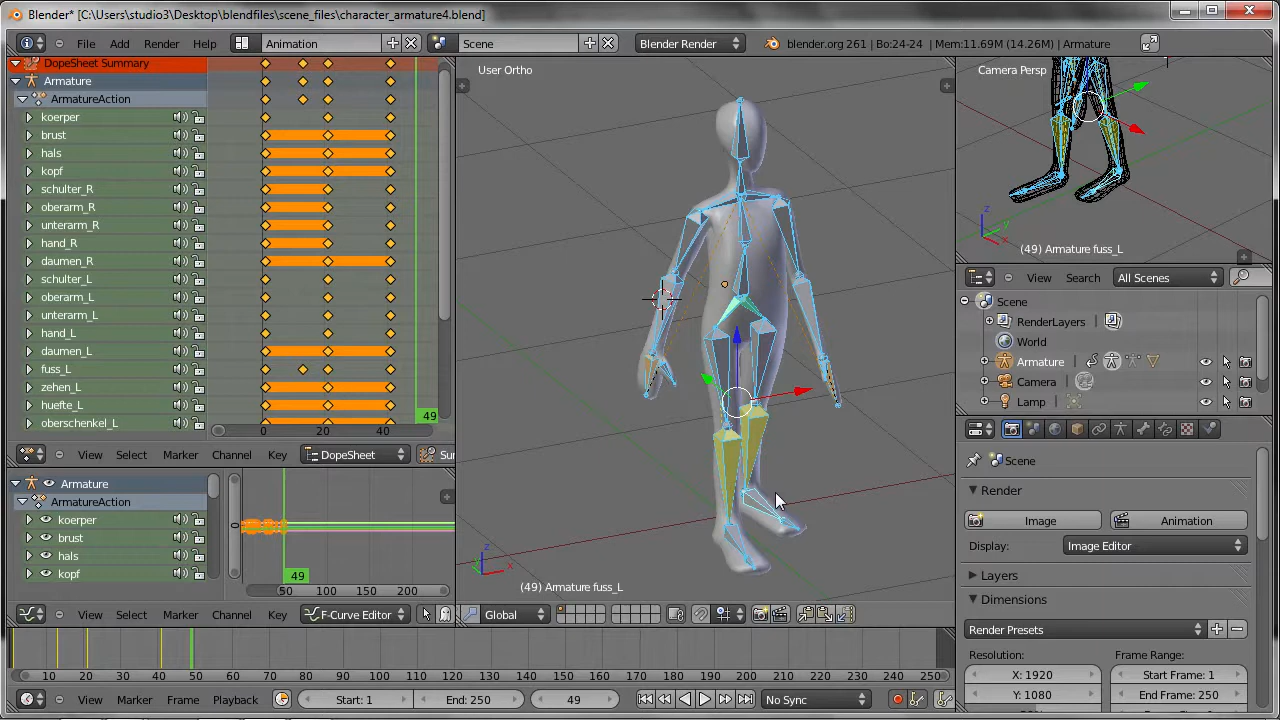 Blender* [C:\Users\studio3\Desktop\blendfiles\scene_files\character_armature4.blend]
File Add Render Help Animation Scene Blender Render blender.org 261 | Bo:24-24 | Mem:11.69M (14.26M) | Armature
DopeSheet Summary
Armature
ArmatureAction
koerper
brust
hals
kopf
schulter_R
oberarm_R
unterarm_R
hand_R
daumen_R
schulter_L
oberarm_L
unterarm_L
hand_L
daumen_L
fuss_L
zehen_L
huefte_L
oberschenkel_L
49
0 20 40
View Select Marker Channel Key DopeSheet Sur
Armature
ArmatureAction
koerper
brust
hals
kopf
49
50 100 150 200
View Select Marker Channel Key F-Curve Editor
User Ortho
z
x
(49) Armature fuss_L
Global
Camera Persp
z
y
x
(49) Armature fuss_L
View Search All Scenes
Scene
RenderLayers
World
Armature
Camera
Lamp
Scene
Render
Image Animation
Display: Image Editor
Layers
Dimensions
Render Presets
Resolution: Frame Range:
X: 1920 Start Frame: 1
Y: 1080 End Frame: 250
10 20 30 40 50 60 70 80 90 100 110 120 130 140 150 160 170 180 190 200 210 220 230 240 250
View Marker Frame Playback Start: 1 End: 250 49 No Sync